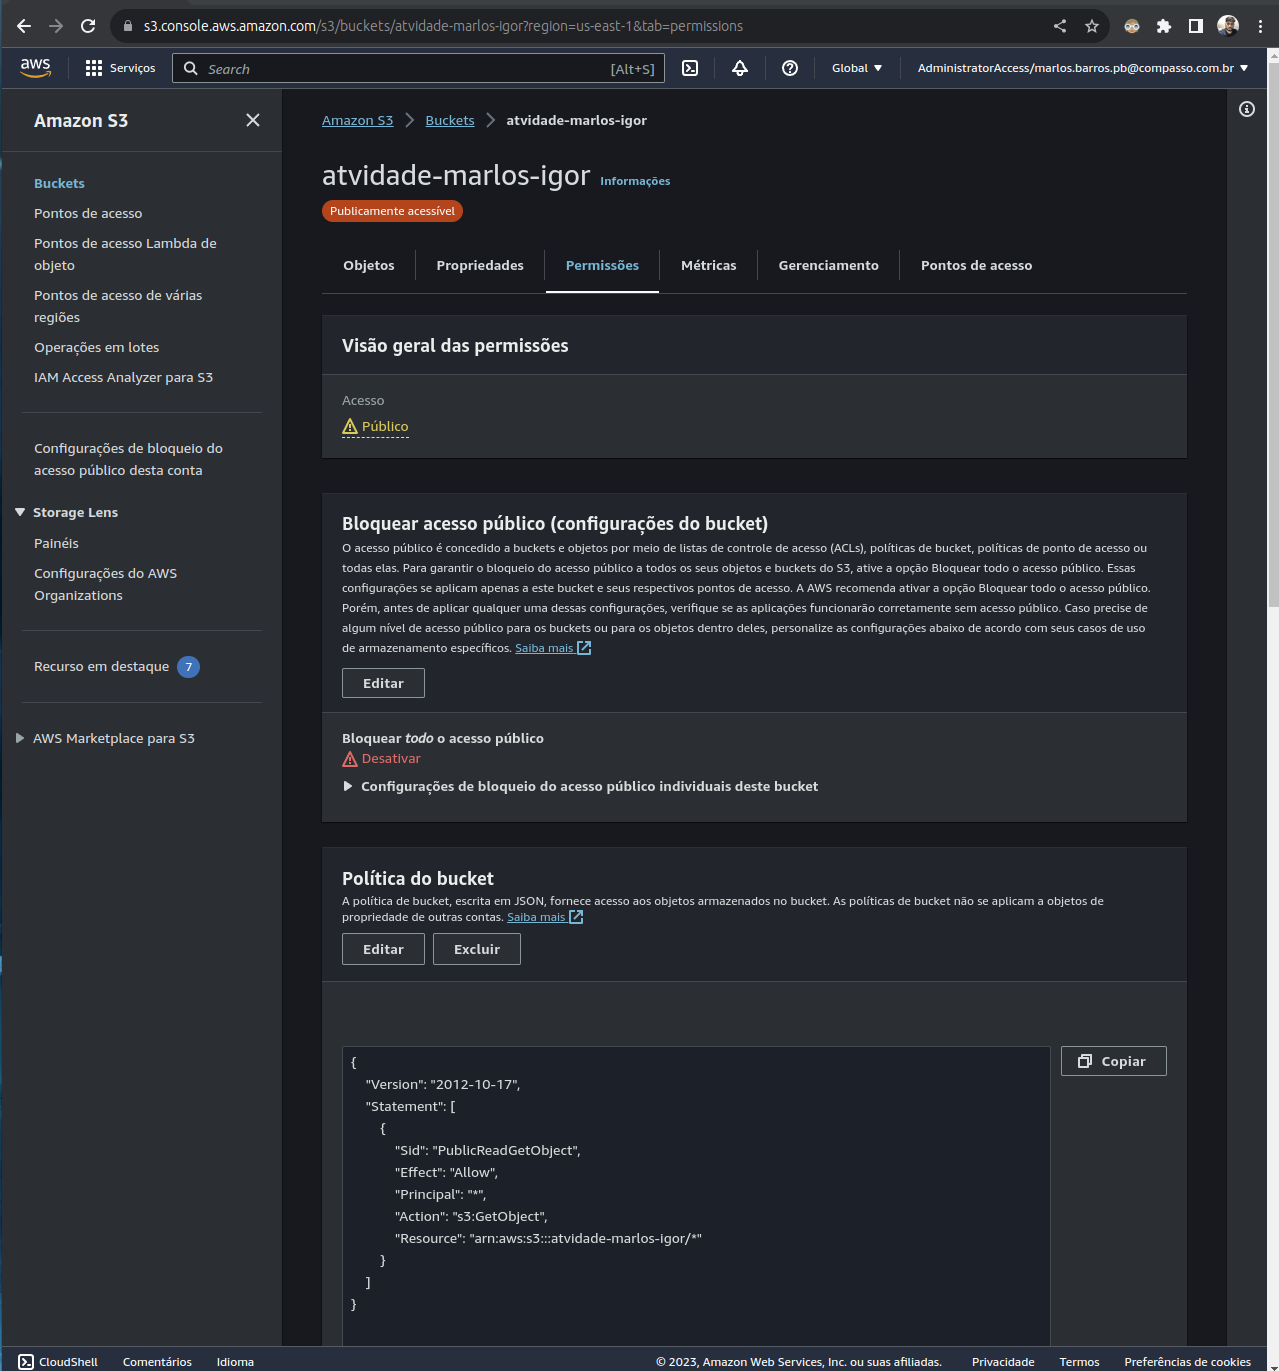 s3.console.aws.amazon.com/s3/buckets/atvidade-marlos-igor?region=us-east-1&tab=permissions
aws
Serviços
Search
[Alt+S]
Global
AdministratorAccess/marlos.barros.pb@compasso.com.br
Amazon S3
Buckets
Pontos de acesso
Pontos de acesso Lambda de
objeto
Pontos de acesso de várias
regiões
Operações em lotes
IAM Access Analyzer para S3
Configurações de bloqueio do
acesso público desta conta
Storage Lens
Painéis
Configurações do AWS
Organizations
Recurso em destaque 7
AWS Marketplace para S3
Amazon S3 > Buckets > atvidade-marlos-igor
atvidade-marlos-igor Informações
Publicamente acessível
Objetos
Propriedades
Permissões
Métricas
Gerenciamento
Pontos de acesso
Visão geral das permissões
Acesso
Público
Bloquear acesso público (configurações do bucket)
O acesso público é concedido a buckets e objetos por meio de listas de controle de acesso (ACLs), políticas de bucket, políticas de ponto de acesso ou
todas elas. Para garantir o bloqueio do acesso público a todos os seus objetos e buckets do S3, ative a opção Bloquear todo o acesso público. Essas
configurações se aplicam apenas a este bucket e seus respectivos pontos de acesso. A AWS recomenda ativar a opção Bloquear todo o acesso público.
Porém, antes de aplicar qualquer uma dessas configurações, verifique se as aplicações funcionarão corretamente sem acesso público. Caso precise de
algum nível de acesso público para os buckets ou para os objetos dentro deles, personalize as configurações abaixo de acordo com seus casos de uso
de armazenamento específicos. Saiba mais
Editar
Bloquear todo o acesso público
Desativar
Configurações de bloqueio do acesso público individuais deste bucket
Política do bucket
A política de bucket, escrita em JSON, fornece acesso aos objetos armazenados no bucket. As políticas de bucket não se aplicam a objetos de
propriedade de outras contas. Saiba mais
Editar
Excluir
Copiar
{
"Version": "2012-10-17",
"Statement": [
{
"Sid": "PublicReadGetObject",
"Effect": "Allow",
"Principal": "*",
"Action": "s3:GetObject",
"Resource": "arn:aws:s3:::atvidade-marlos-igor/*"
}
]
}
CloudShell
Comentários
Idioma
© 2023, Amazon Web Services, Inc. ou suas afiliadas.
Privacidade
Termos
Preferências de cookies